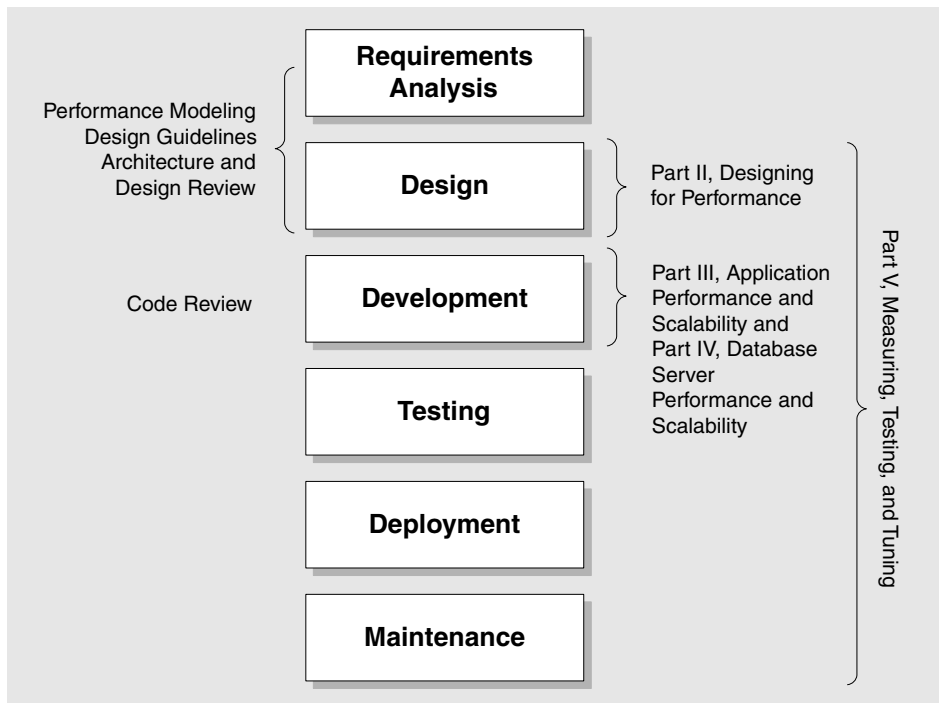 Requirements
Analysis
Performance Modeling
Design Guidelines
Architecture and
Design Review
Design
Part II, Designing
for Performance
Code Review
Development
Part III, Application
Performance and
Scalability and
Part IV, Database
Server
Performance and
Scalability
Testing
Deployment
Maintenance
Part V, Measuring, Testing, and Tuning